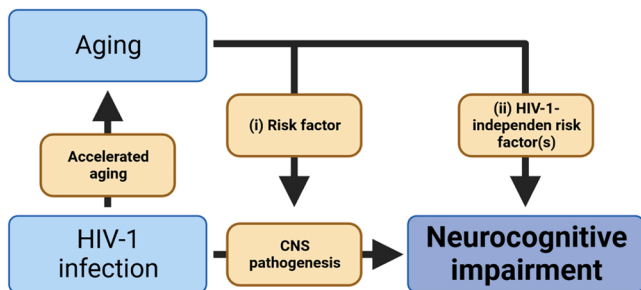 Aging
(i) Risk factor
(ii) HIV-1-
independen risk
factor(s)
Accelerated
aging
HIV-1
infection
CNS
pathogenesis
Neurocognitive
impairment